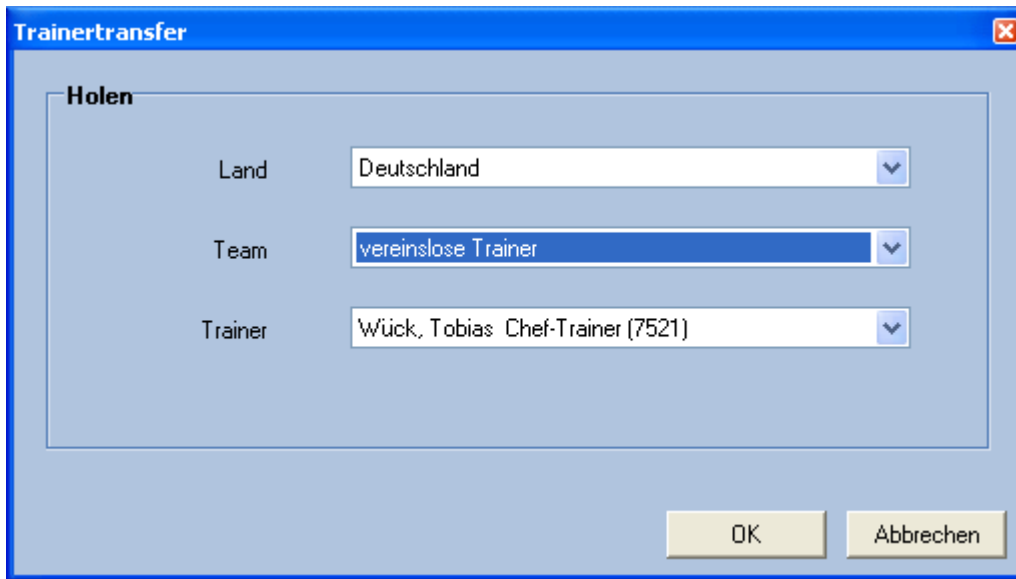 Trainertransfer
Holen
Land
Deutschland
Team
vereinslose Trainer
Trainer
Wück, Tobias  Chef-Trainer (7521)
OK
Abbrechen